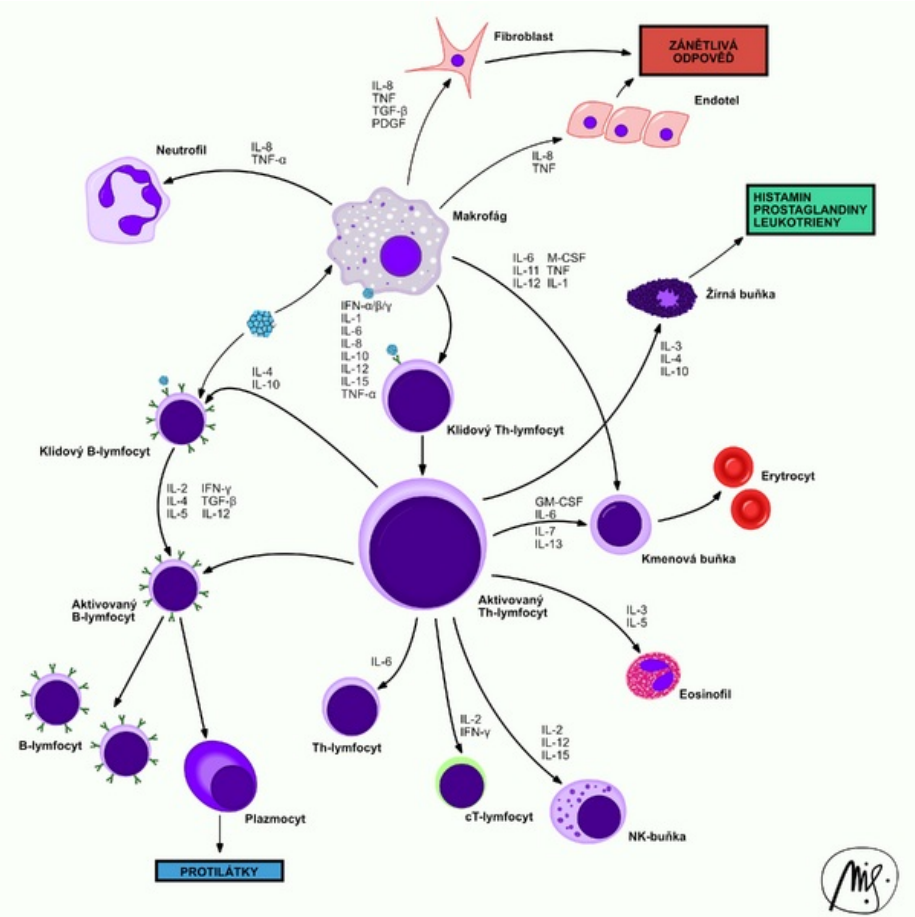 Fibroblast
ZÁNĚTLIVÁ
ODPOVĚĎ
IL-8
TNF
TGF-β
PDGF
Endotel
Neutrofil
IL-8
TNF-α
IL-8
TNF
Makrofág
HISTAMIN
PROSTAGLANDINY
LEUKOTRIENY
IL-6 M-CSF
IL-11 TNF
IL-12 IL-1
Žírná buňka
IFN-α/β/γ
IL-1
IL-6
IL-8
IL-10
IL-12
IL-15
TNF-α
IL-3
IL-4
IL-10
IL-4
IL-10
Klidový Th-lymfocyt
Klidový B-lymfocyt
IL-2 IFN-γ
IL-4 TGF-β
IL-5 IL-12
Erytrocyt
GM-CSF
IL-6
IL-7
IL-13
Kmenová buňka
Aktivovaný
B-lymfocyt
Aktivovaný
Th-lymfocyt
IL-3
IL-5
IL-6
Eosinofil
B-lymfocyt
Th-lymfocyt
IL-2
IFN-γ
IL-2
IL-12
IL-15
Plazmocyt
cT-lymfocyt
NK-buňka
PROTILÁTKY